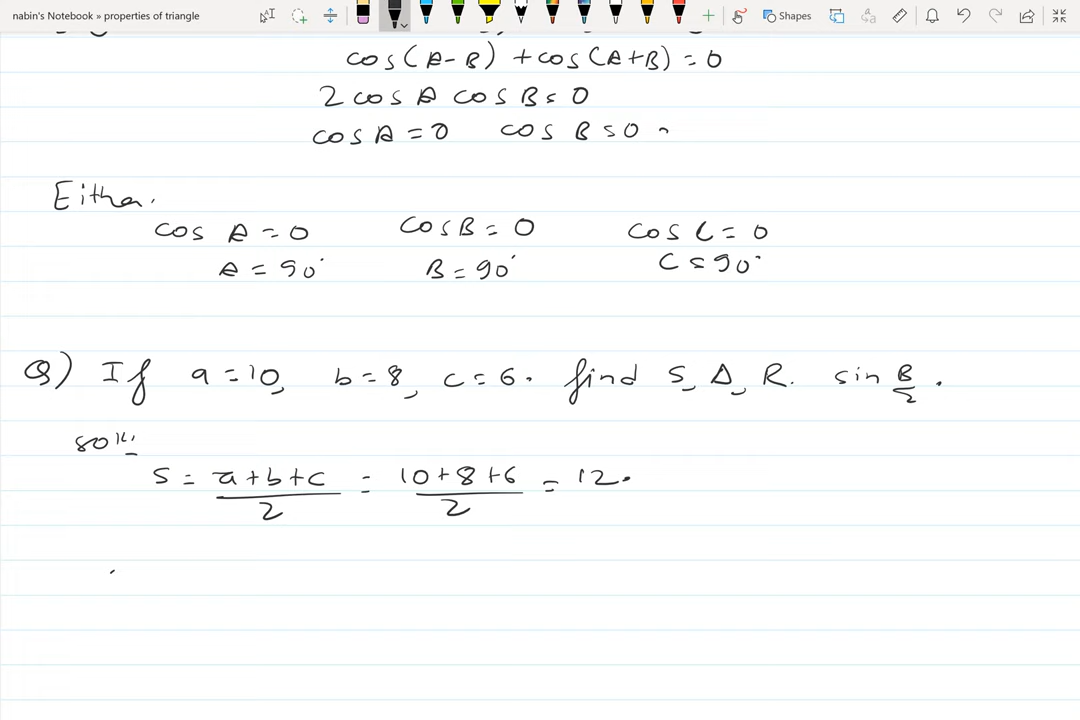 nabin's Notebook » properties of triangle
Shapes
cos(A-B) + cos(A+B) = 0
2 cos A cos B = 0
cos A = 0 cos B = 0
Either.
cos A = 0 cos B = 0 cos C = 0
A = 90° B = 90° C = 90°
Q) If a = 10, b = 8, c = 6. find S, Δ, R. sin B/2.
Solⁿ:
S = a+b+c/2 = 10+8+6/2 = 12.